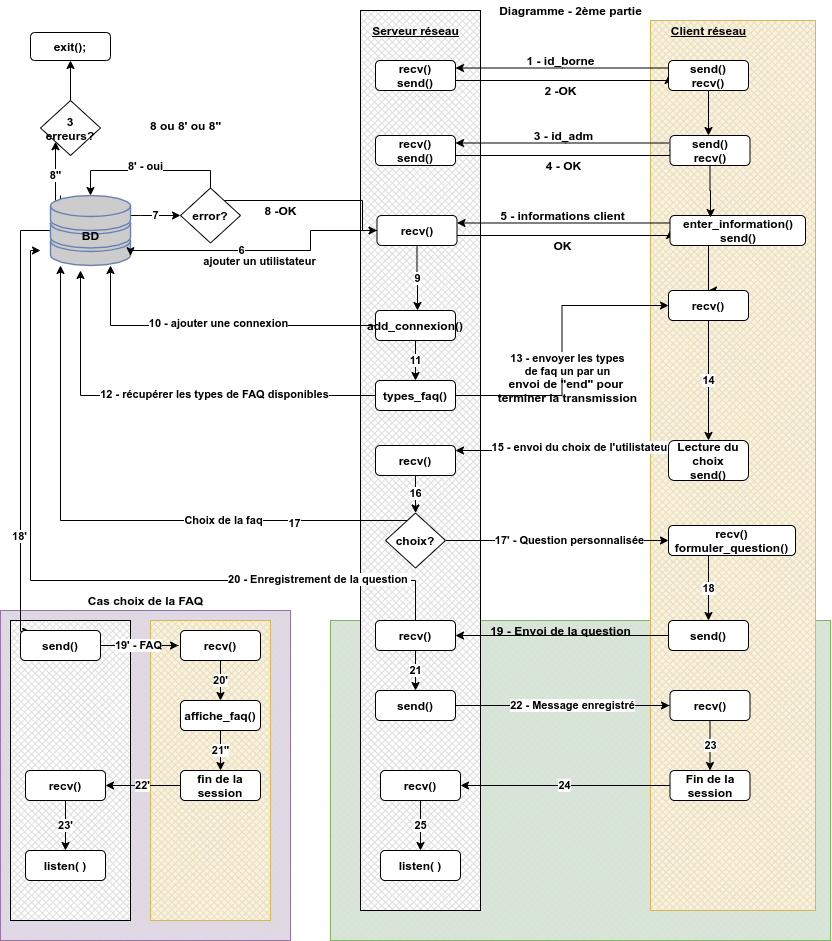 Diagramme - 2ème partie
Serveur réseau
Client réseau
exit();
recv()
send()
1 - id_borne
2 -OK
send()
recv()
3
erreurs?
8 ou 8' ou 8"
recv()
send()
3 - id_adm
4 - OK
send()
recv()
8' - oui
8"
BD
7
error?
8 -OK
6
ajouter un utilistateur
recv()
5 - informations client
OK
enter_information()
send()
9
recv()
10 - ajouter une connexion
add_connexion()
11
13 - envoyer les types
de faq un par un
envoi de "end" pour
terminer la transmission
14
12 - récupérer les types de FAQ disponibles
types_faq()
recv()
15 - envoi du choix de l'utilisateu
Lecture du
choix
send()
16
Choix de la faq
17
choix?
17' - Question personnalisée
recv()
formuler_question()
18'
20 - Enregistrement de la question
18
Cas choix de la FAQ
send()
19' - FAQ
recv()
recv()
19 - Envoi de la question
send()
20'
21
affiche_faq()
send()
22 - Message enregistré
recv()
21"
23
recv()
22'
fin de la
session
recv()
24
Fin de la
session
23'
25
listen( )
listen( )